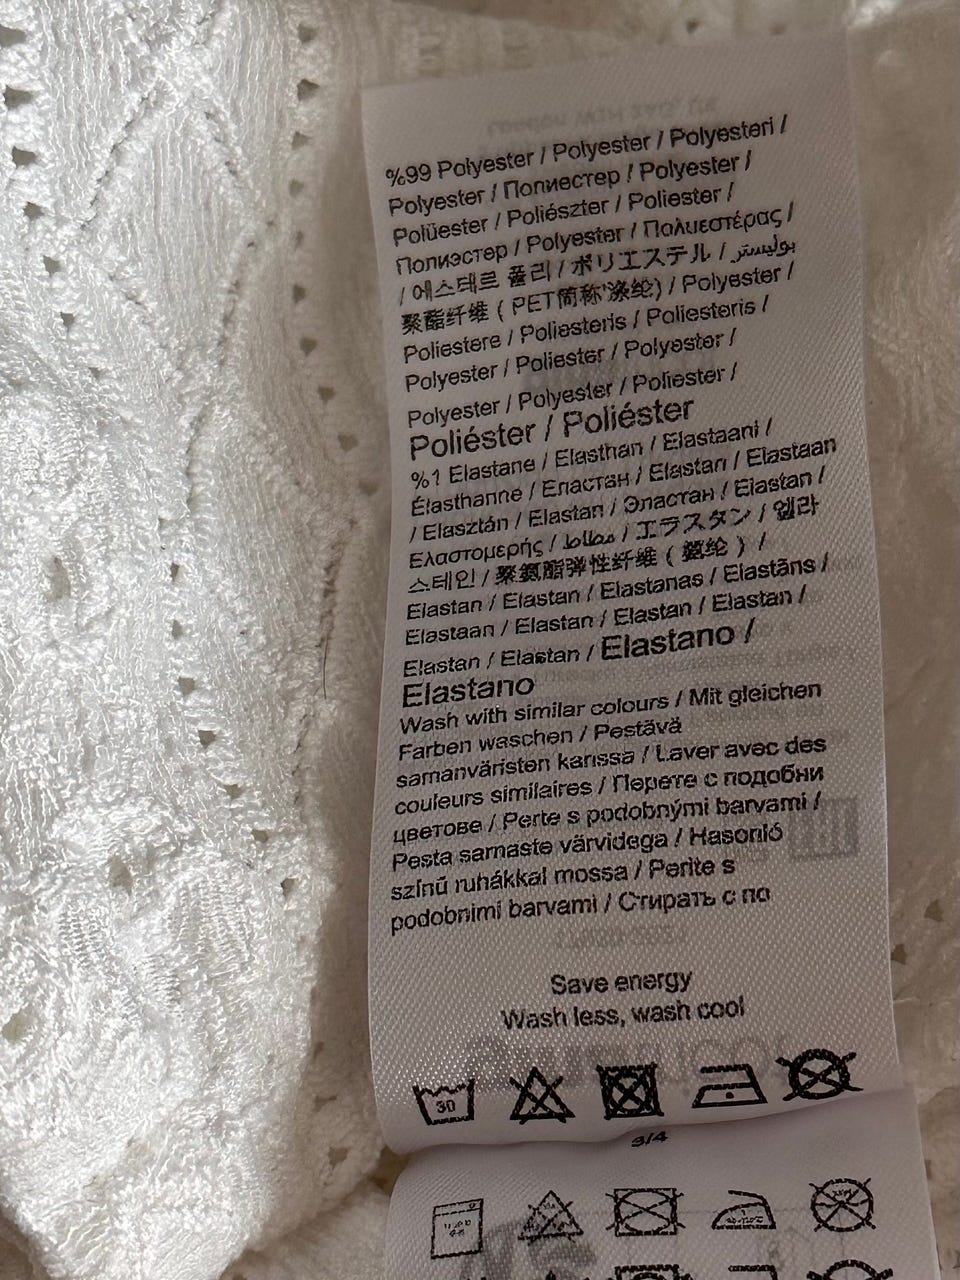 %99 Polyester / Polyester / Polyesteri /
Polyester / Полиестер / Polyester /
Polüester / Poliészter / Poliester /
Полиэстер / Polyester / Πολυεστέρας /
/ 에스테르 폴리 / ポリエステル / بوليستر
聚酯纤维 ( PET简称'涤纶) / Polyester /
Poliestere / Poliesteris / Poliesteris /
Polyester / Poliester / Polyester /
Polyester / Polyester / Poliester /
Poliéster / Poliéster
%1 Elastane / Elasthan / Elastaani /
Élasthanne / Еластан / Elastan / Elastaan
/ Elasztán / Elastan / Эластан / Elastan /
Ελαστομερής / مطاط / エラスタン / 엘라
스테인 / 聚氨酯弹性纤维 ( 氨纶 ) /
Elastan / Elastan / Elastanas / Elastāns /
Elastaan / Elastan / Elastan / Elastan /
Elastan / Elastan / Elastano /
Elastano
Wash with similar colours / Mit gleichen
Farben waschen / Pestävä
samanväristen kanssa / Laver avec des
couleurs similaires / Перете с подобни
цветове / Perte s podobnými barvami /
Pesta sarnaste värvidega / Hasonló
színű ruhákkal mossa / Perite s
podobnimi barvami / Стирать с по
Save energy
Wash less, wash cool
30
3/4